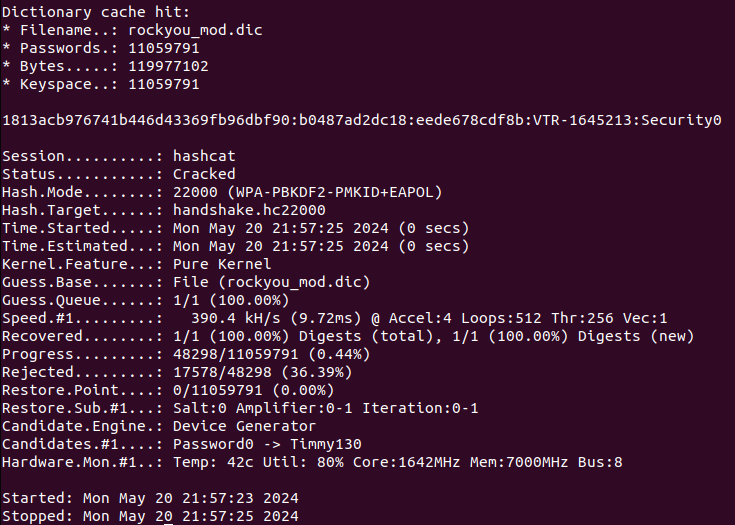 Dictionary cache hit:
* Filename..: rockyou_mod.dic
* Passwords.: 11059791
* Bytes.....: 119977102
* Keyspace..: 11059791
1813acb976741b446d43369fb96dbf90:b0487ad2dc18:eede678cdf8b:VTR-1645213:Security0
Session..........: hashcat
Status...........: Cracked
Hash.Mode........: 22000 (WPA-PBKDF2-PMKID+EAPOL)
Hash.Target......: handshake.hc22000
Time.Started.....: Mon May 20 21:57:25 2024 (0 secs)
Time.Estimated...: Mon May 20 21:57:25 2024 (0 secs)
Kernel.Feature...: Pure Kernel
Guess.Base.......: File (rockyou_mod.dic)
Guess.Queue......: 1/1 (100.00%)
Speed.#1.........:   390.4 kH/s (9.72ms) @ Accel:4 Loops:512 Thr:256 Vec:1
Recovered........: 1/1 (100.00%) Digests (total), 1/1 (100.00%) Digests (new)
Progress.........: 48298/11059791 (0.44%)
Rejected.........: 17578/48298 (36.39%)
Restore.Point....: 0/11059791 (0.00%)
Restore.Sub.#1...: Salt:0 Amplifier:0-1 Iteration:0-1
Candidate.Engine.: Device Generator
Candidates.#1....: Password0 -> Timmy130
Hardware.Mon.#1..: Temp: 42c Util: 80% Core:1642MHz Mem:7000MHz Bus:8
Started: Mon May 20 21:57:23 2024
Stopped: Mon May 20 21:57:25 2024